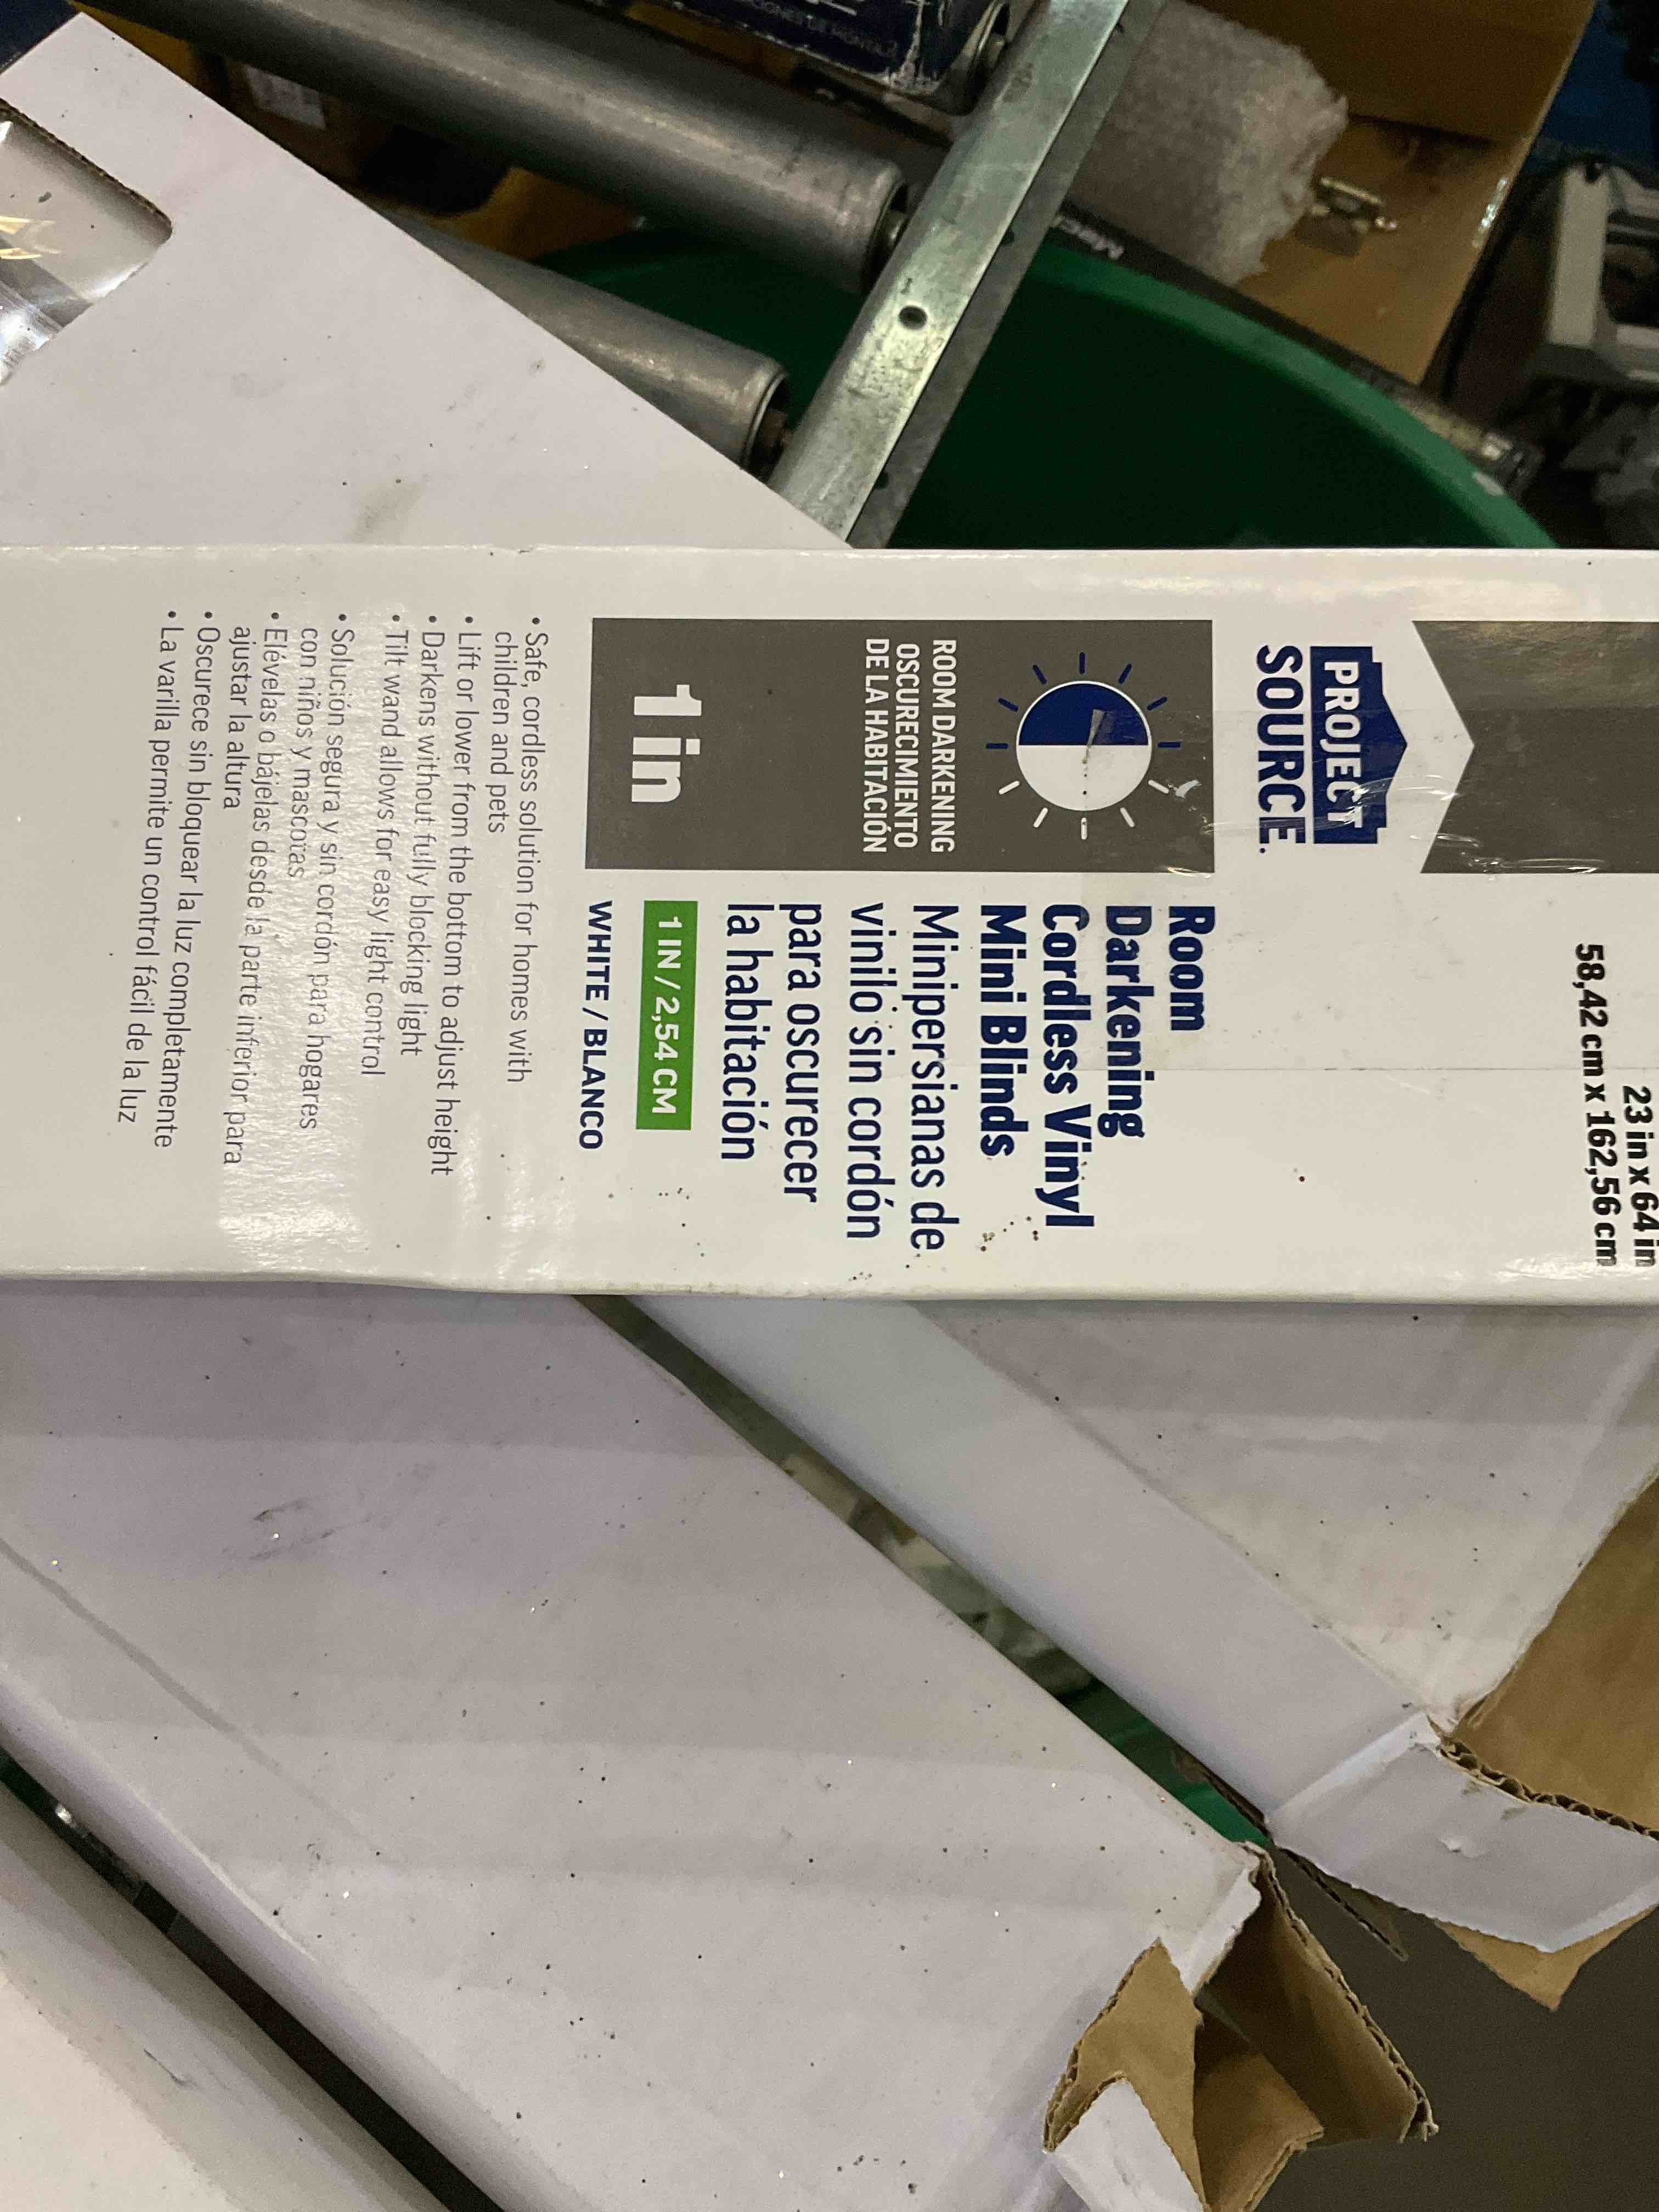 23 in x 64 in
58,42 cm x 162,56 cm
PROJECT
SOURCE.
ROOM DARKENING
OSCURECIMIENTO
DE LA HABITACIÓN
1 in
Room
Darkening
Cordless Vinyl
Mini Blinds
Minipersianas de
vinilo sin cordón
para oscurecer
la habitación
1 IN / 2,54 CM
WHITE / BLANCO
• Safe, cordless solution for homes with
children and pets
• Lift or lower from the bottom to adjust height
• Darkens without fully blocking light
• Tilt wand allows for easy light control
• Solución segura y sin cordón para hogares
con niños y mascotas
• Elévelas o bájelas desde la parte inferior para
ajustar la altura
• Oscurece sin bloquear la luz completamente
• La varilla permite un control fácil de la luz